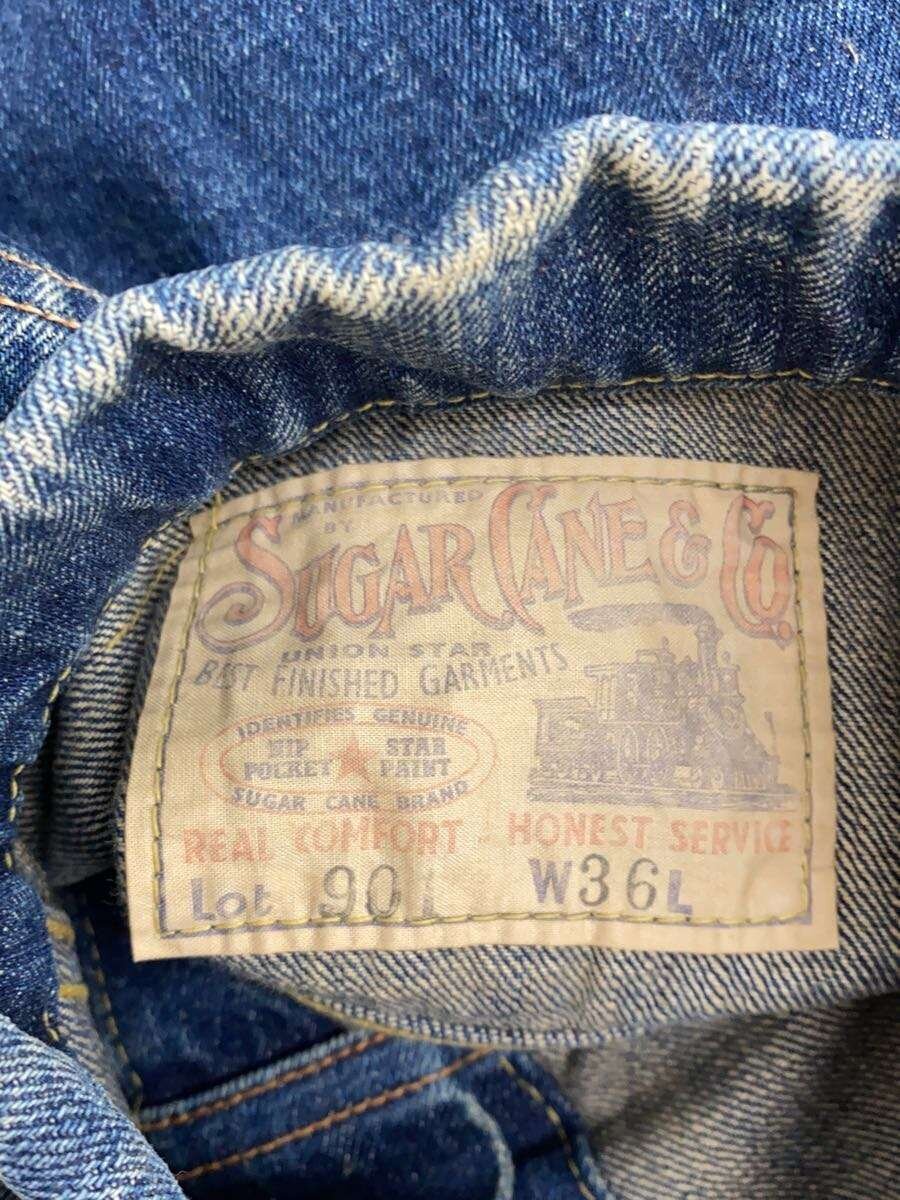 MANUFACTURED
BY
SUGAR CANE & CO.
UNION STAR
BEST FINISHED GARMENTS
IDENTIFIES GENUINE
HIP STAR
POCKET PAINT
SUGAR CANE BRAND
REAL COMFORT - HONEST SERVICE
Lot 901 W36L